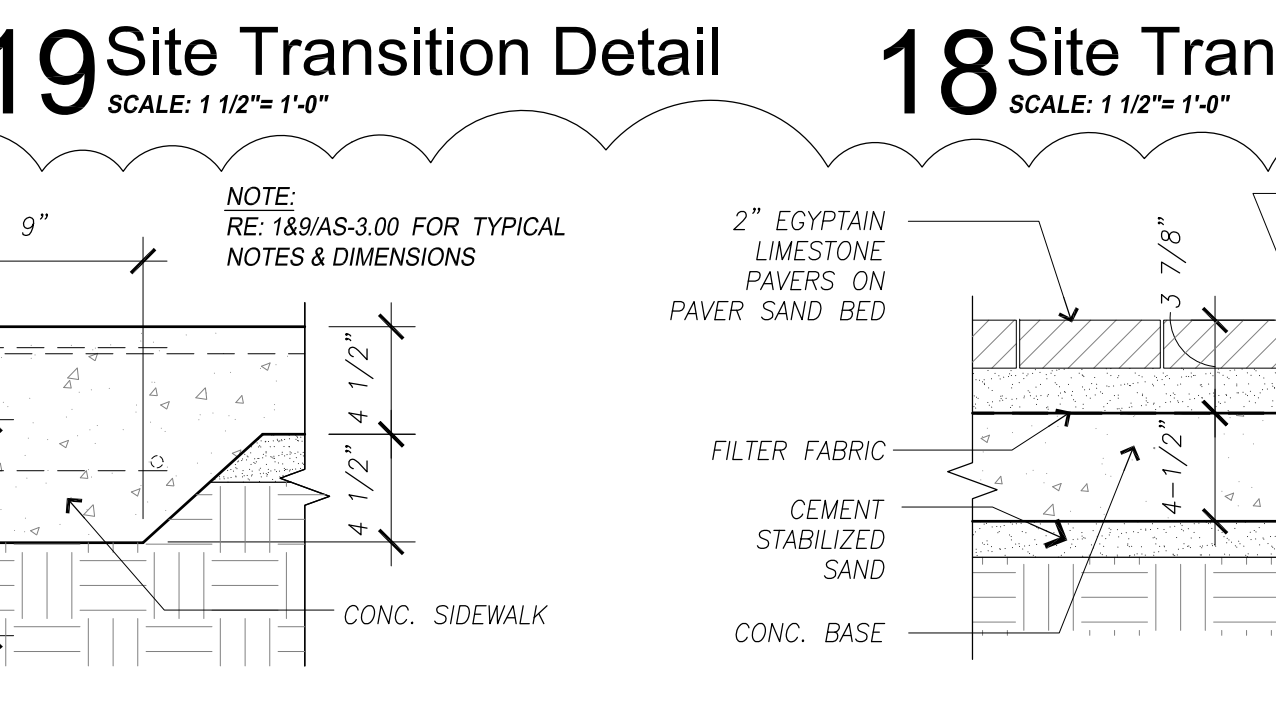 19 Site Transition Detail
SCALE: 1 1/2"= 1'-0"
18 Site Tran
SCALE: 1 1/2"= 1'-0"
9”
NOTE:
RE: 1&9/AS-3.00 FOR TYPICAL
NOTES & DIMENSIONS
4 1/2”
4 1/2”
CONC. SIDEWALK
2” EGYPTAIN
LIMESTONE
PAVERS ON
PAVER SAND BED
3 7/8”
FILTER FABRIC
4-1/2”
CEMENT
STABILIZED
SAND
CONC. BASE